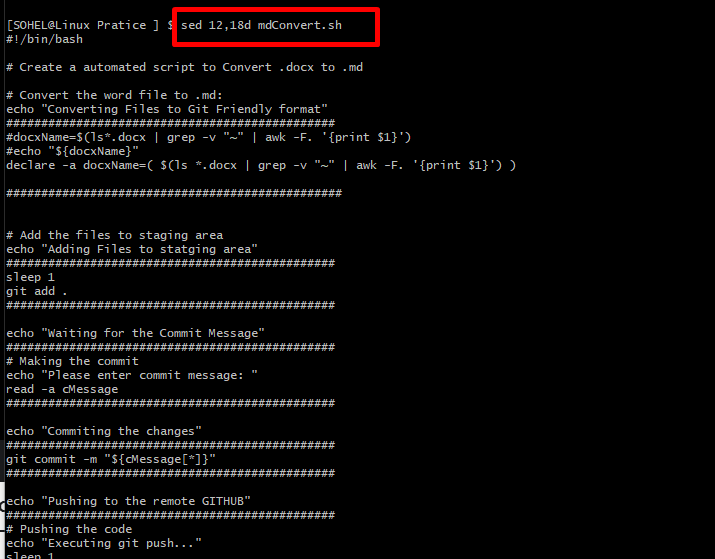 [SOHEL@Linux Pratice ] $ sed 12,18d mdConvert.sh
#!/bin/bash
# Create a automated script to Convert .docx to .md
# Convert the word file to .md:
echo "Converting Files to Git Friendly format"
###############################################
#docxName=$(ls*.docx | grep -v "~" | awk -F. '{print $1}')
#echo "${docxName}"
declare -a docxName=( $(ls *.docx | grep -v "~" | awk -F. '{print $1}') )
################################################
# Add the files to staging area
echo "Adding Files to statging area"
###############################################
sleep 1
git add .
###############################################
echo "Waiting for the Commit Message"
###############################################
# Making the commit
echo "Please enter commit message: "
read -a cMessage
###############################################
echo "Commiting the changes"
###############################################
git commit -m "${cMessage[*]}"
###############################################
echo "Pushing to the remote GITHUB"
###############################################
# Pushing the code
echo "Executing git push..."
sleep 1